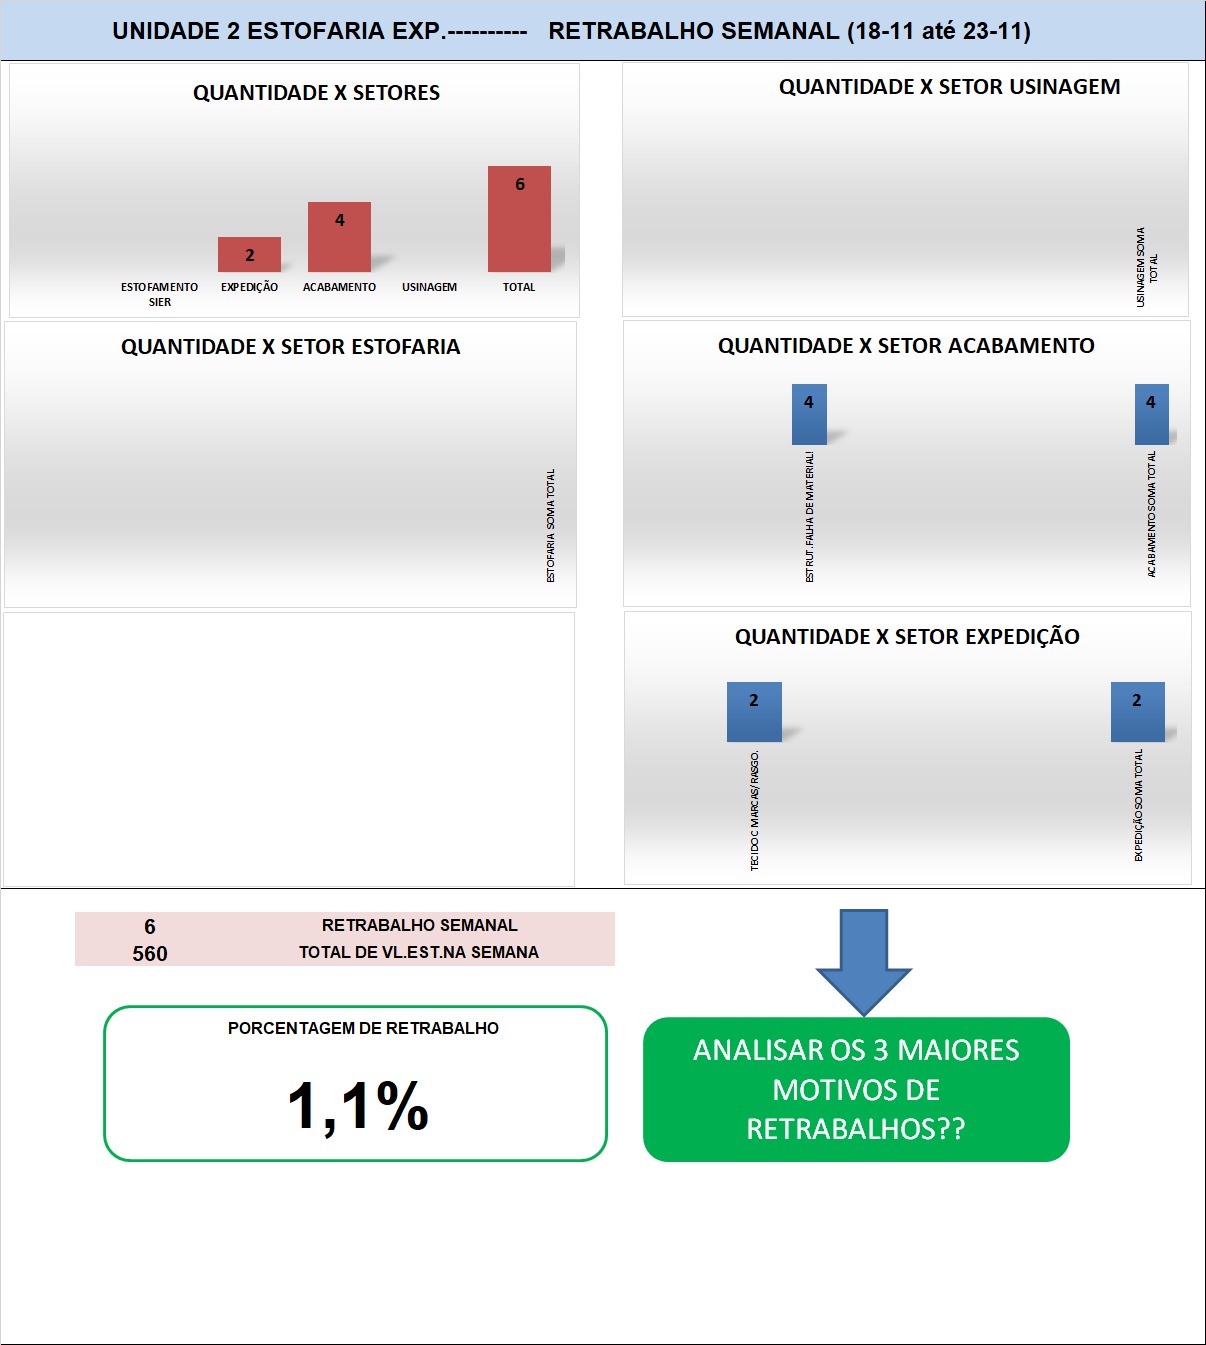 UNIDADE 2 ESTOFARIA EXP.---------- RETRABALHO SEMANAL (18-11 até 23-11)
QUANTIDADE X SETORES
6
4
2
ESTOFAMENTO
SIER
EXPEDIÇÃO
ACABAMENTO
USINAGEM
TOTAL
QUANTIDADE X SETOR USINAGEM
USINAGEM SOMA
TOTAL
QUANTIDADE X SETOR ESTOFARIA
ESTOFARIA SOMA TOTAL
QUANTIDADE X SETOR ACABAMENTO
4
4
ESTRUT. FALHA DE MATERIAL!
ACABAMENTO SOMA TOTAL
QUANTIDADE X SETOR EXPEDIÇÃO
2
2
TECIDO C MARCAS/ RASGO.
EXPEDIÇÃO SOMA TOTAL
6 RETRABALHO SEMANAL
560 TOTAL DE VL.EST.NA SEMANA
PORCENTAGEM DE RETRABALHO
1,1%
ANALISAR OS 3 MAIORES
MOTIVOS DE
RETRABALHOS??